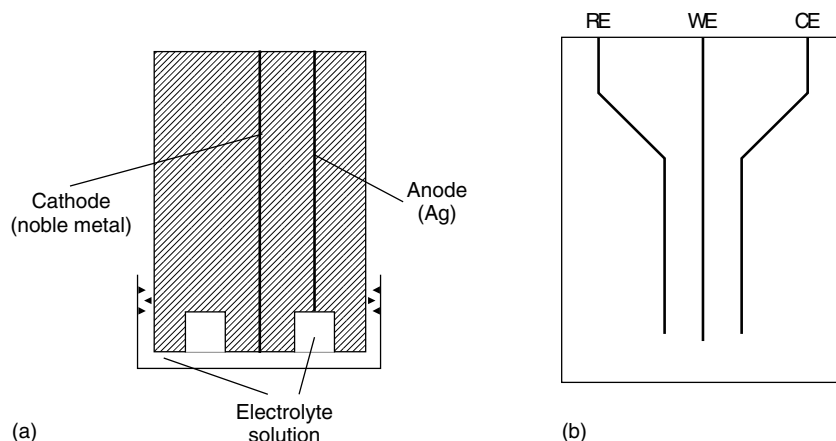 RE WE CE
Cathode
(noble metal)
Anode
(Ag)
Electrolyte
solution
(a)
(b)